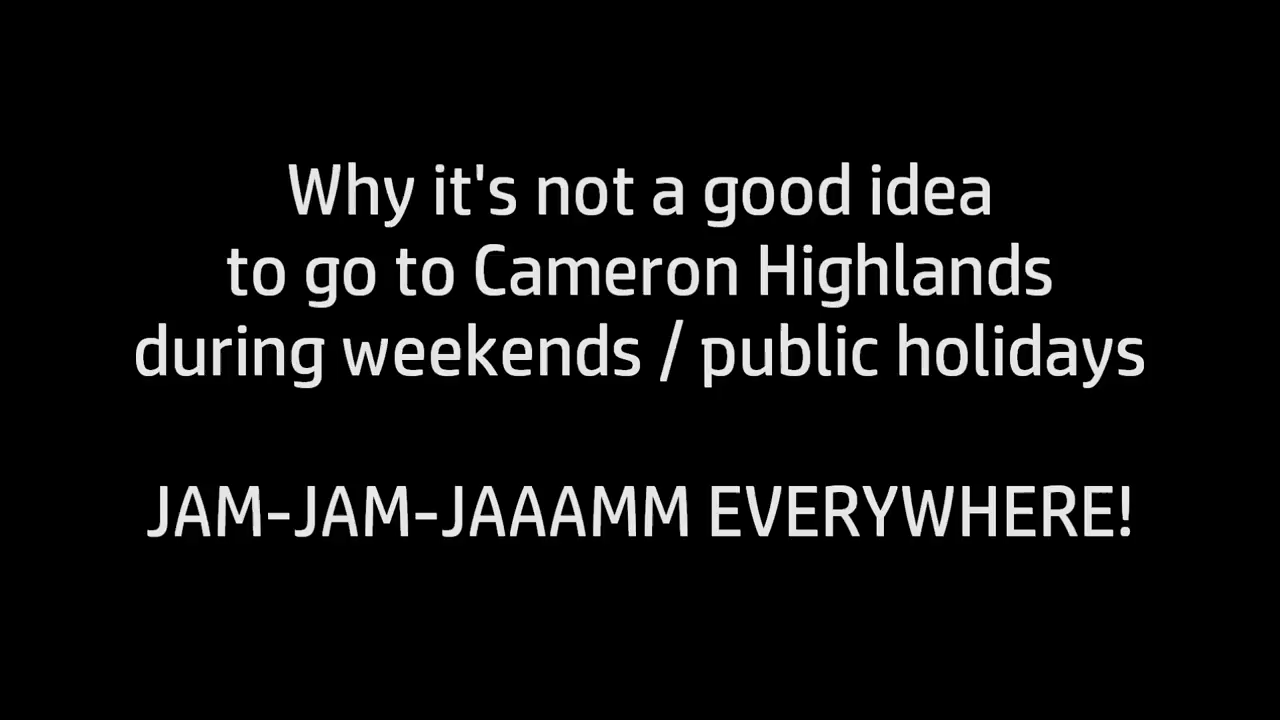 Why it's not a good idea
to go to Cameron Highlands
during weekends / public holidays
JAM-JAM-JAAAMM EVERYWHERE!